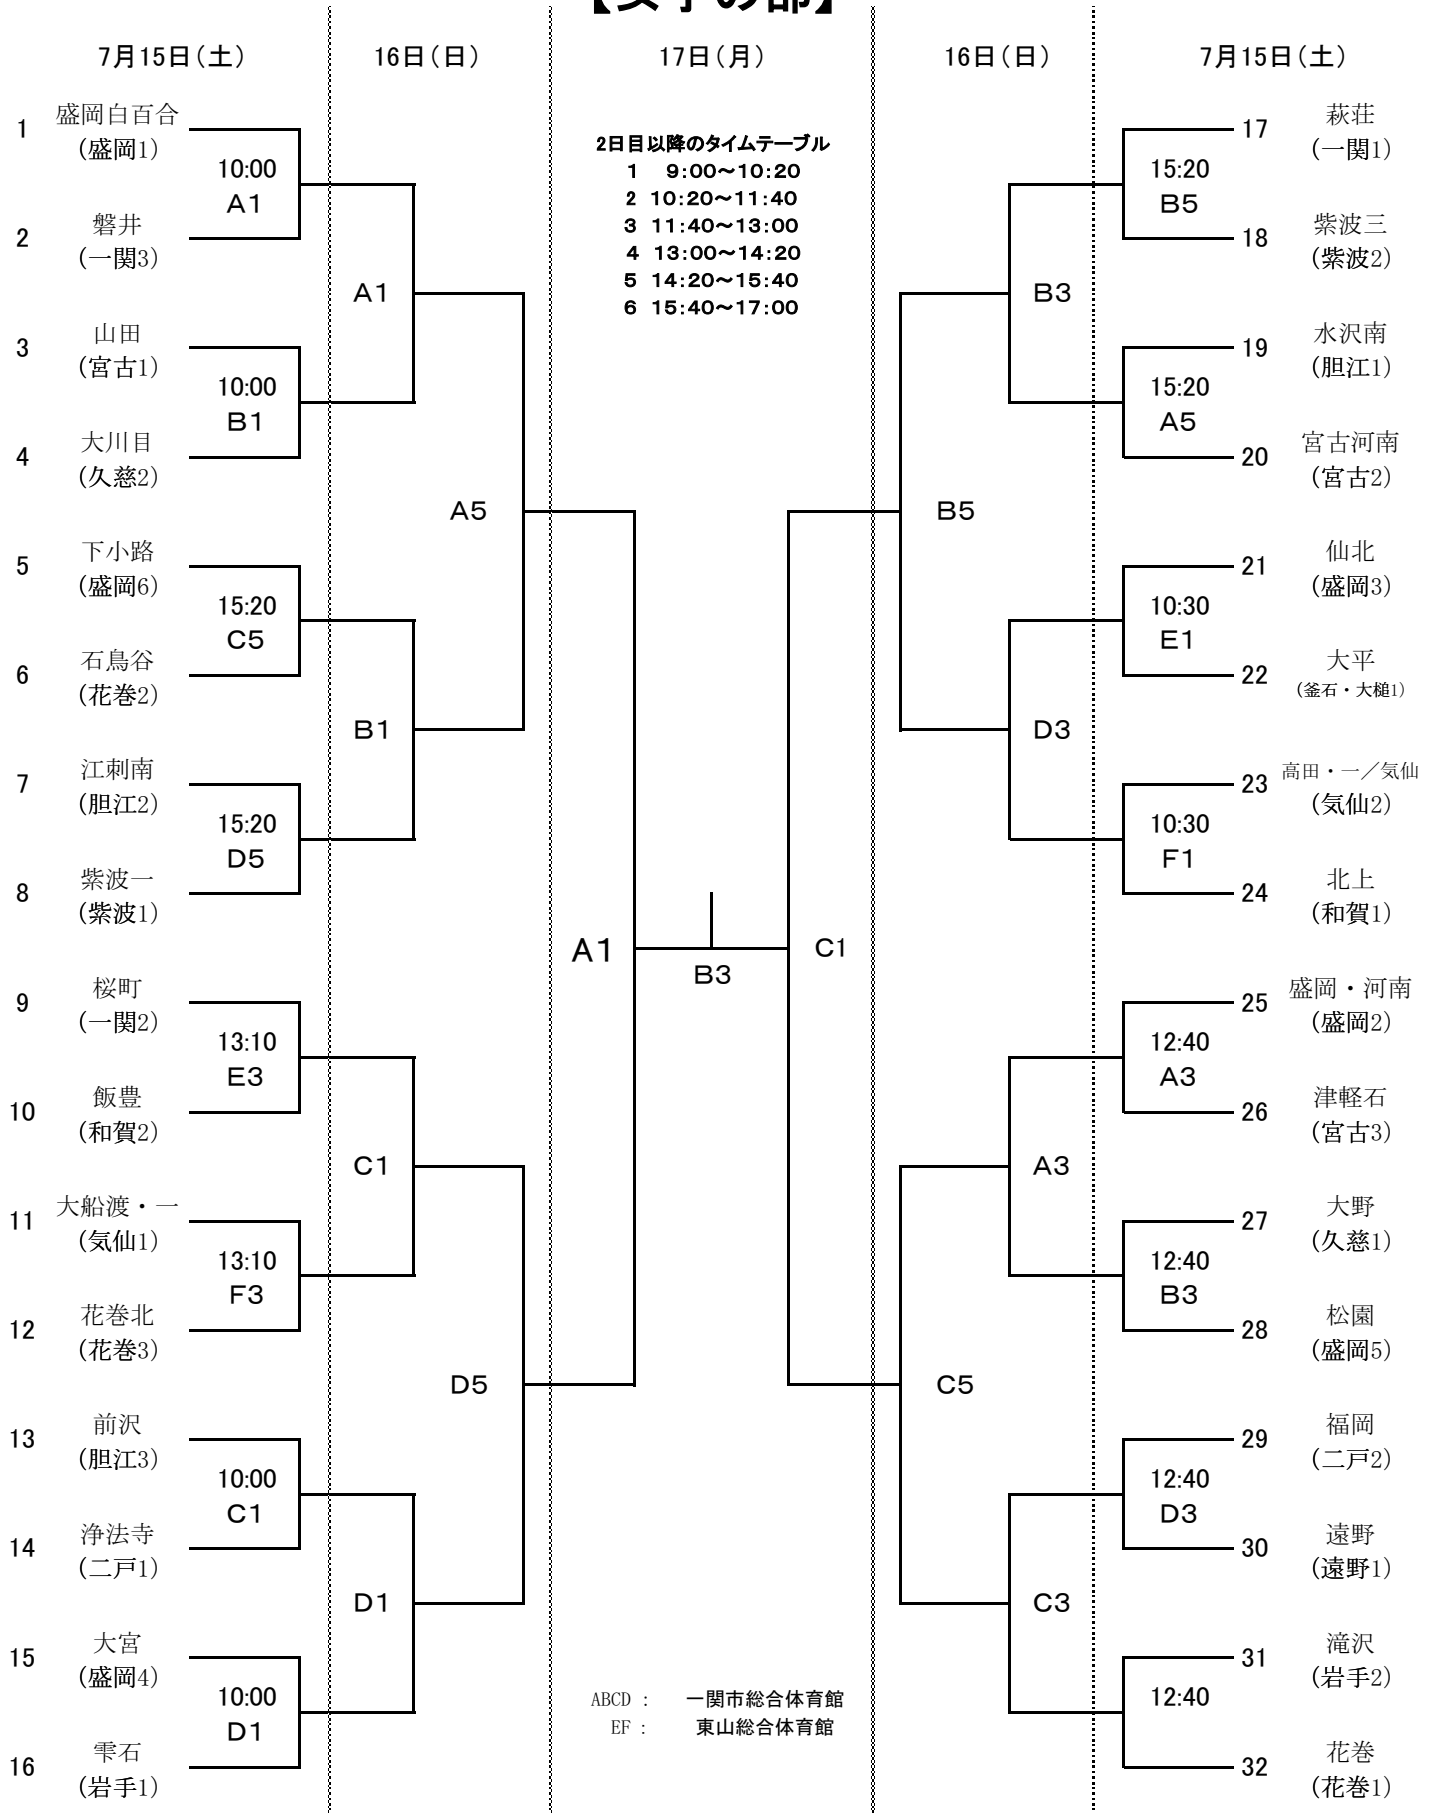 【女子の部】
7月15日(土)
16日(日)
17日(月)
16日(日)
7月15日(土)
2日目以降のタイムテーブル
1 9:00～10:20
2 10:20～11:40
3 11:40～13:00
4 13:00～14:20
5 14:20～15:40
6 15:40～17:00
1 盛岡白百合
(盛岡1)
10:00
A1
2 磐井
(一関3)
A1
3 山田
(宮古1)
10:00
B1
4 大川目
(久慈2)
A5
5 下小路
(盛岡6)
15:20
C5
6 石鳥谷
(花巻2)
B1
7 江刺南
(胆江2)
15:20
D5
8 紫波一
(紫波1)
A1
9 桜町
(一関2)
13:10
E3
10 飯豊
(和賀2)
C1
11 大船渡・一
(気仙1)
13:10
F3
12 花巻北
(花巻3)
D5
13 前沢
(胆江3)
10:00
C1
14 浄法寺
(二戸1)
D1
15 大宮
(盛岡4)
10:00
D1
16 雫石
(岩手1)
B3
C1
17 萩荘
(一関1)
15:20
B5
18 紫波三
(紫波2)
B3
19 水沢南
(胆江1)
15:20
A5
20 宮古河南
(宮古2)
B5
21 仙北
(盛岡3)
10:30
E1
22 大平
(釜石・大槌1)
D3
23 高田・一／気仙
(気仙2)
10:30
F1
24 北上
(和賀1)
25 盛岡・河南
(盛岡2)
12:40
A3
26 津軽石
(宮古3)
A3
27 大野
(久慈1)
12:40
B3
28 松園
(盛岡5)
C5
29 福岡
(二戸2)
12:40
D3
30 遠野
(遠野1)
C3
31 滝沢
(岩手2)
12:40
32 花巻
(花巻1)
ABCD : 一関市総合体育館
EF : 東山総合体育館